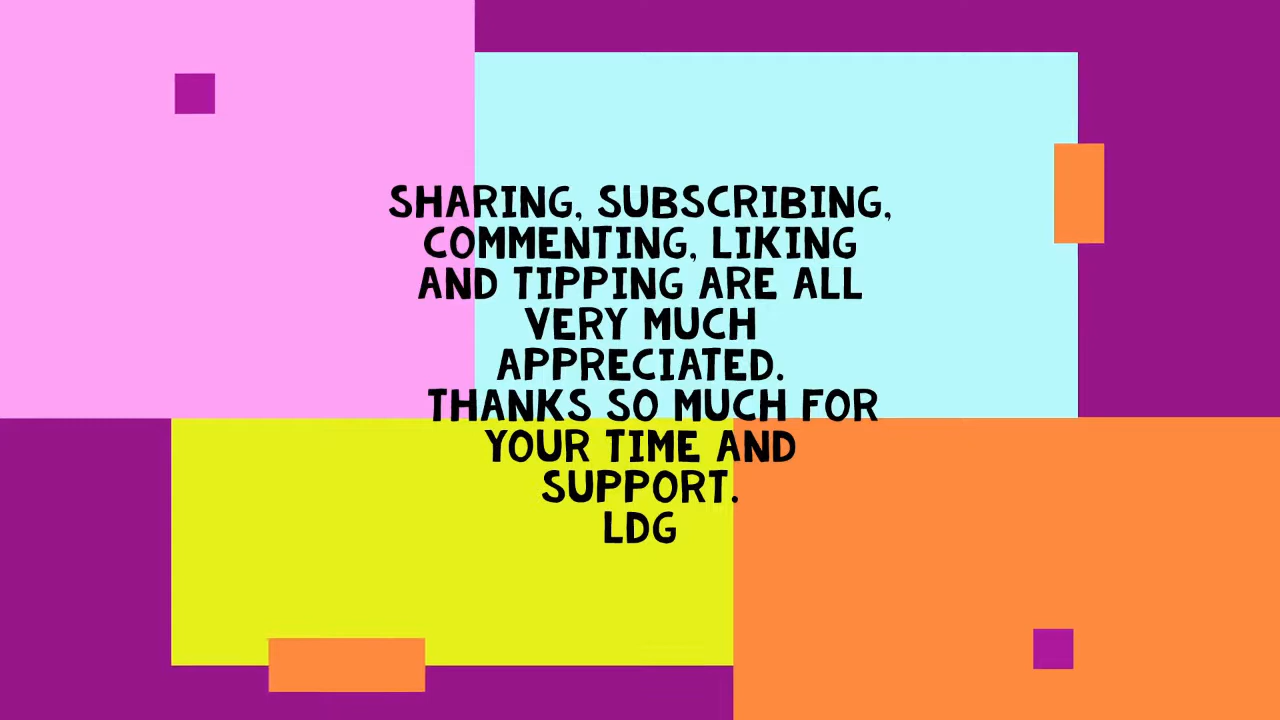 SHARING, SUBSCRIBING,
COMMENTING, LIKING
AND TIPPING ARE ALL
VERY MUCH
APPRECIATED.
THANKS SO MUCH FOR
YOUR TIME AND
SUPPORT.
LDG